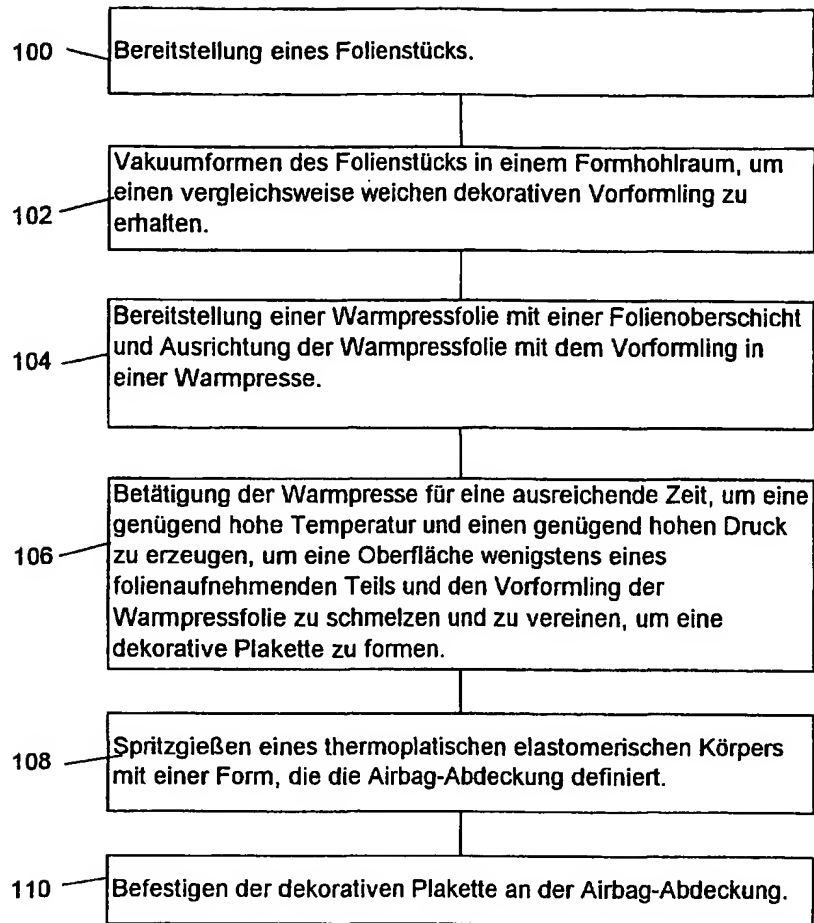 100
Bereitstellung eines Folienstücks.
102
Vakuumformen des Folienstücks in einem Formhohlraum, um
einen vergleichsweise weichen dekorativen Vorformling zu
erhalten.
104
Bereitstellung einer Warmpressfolie mit einer Folienoberschicht
und Ausrichtung der Warmpressfolie mit dem Vorformling in
einer Warmpresse.
106
Betätigung der Warmpresse für eine ausreichende Zeit, um eine
genügend hohe Temperatur und einen genügend hohen Druck
zu erzeugen, um eine Oberfläche wenigstens eines
folienaufnehmenden Teils und den Vorformling der
Warmpressfolie zu schmelzen und zu vereinen, um eine
dekorative Plakette zu formen.
108
Spritzgießen eines thermoplatischen elastomerischen Körpers
mit einer Form, die die Airbag-Abdeckung definiert.
110
Befestigen der dekorativen Plakette an der Airbag-Abdeckung.